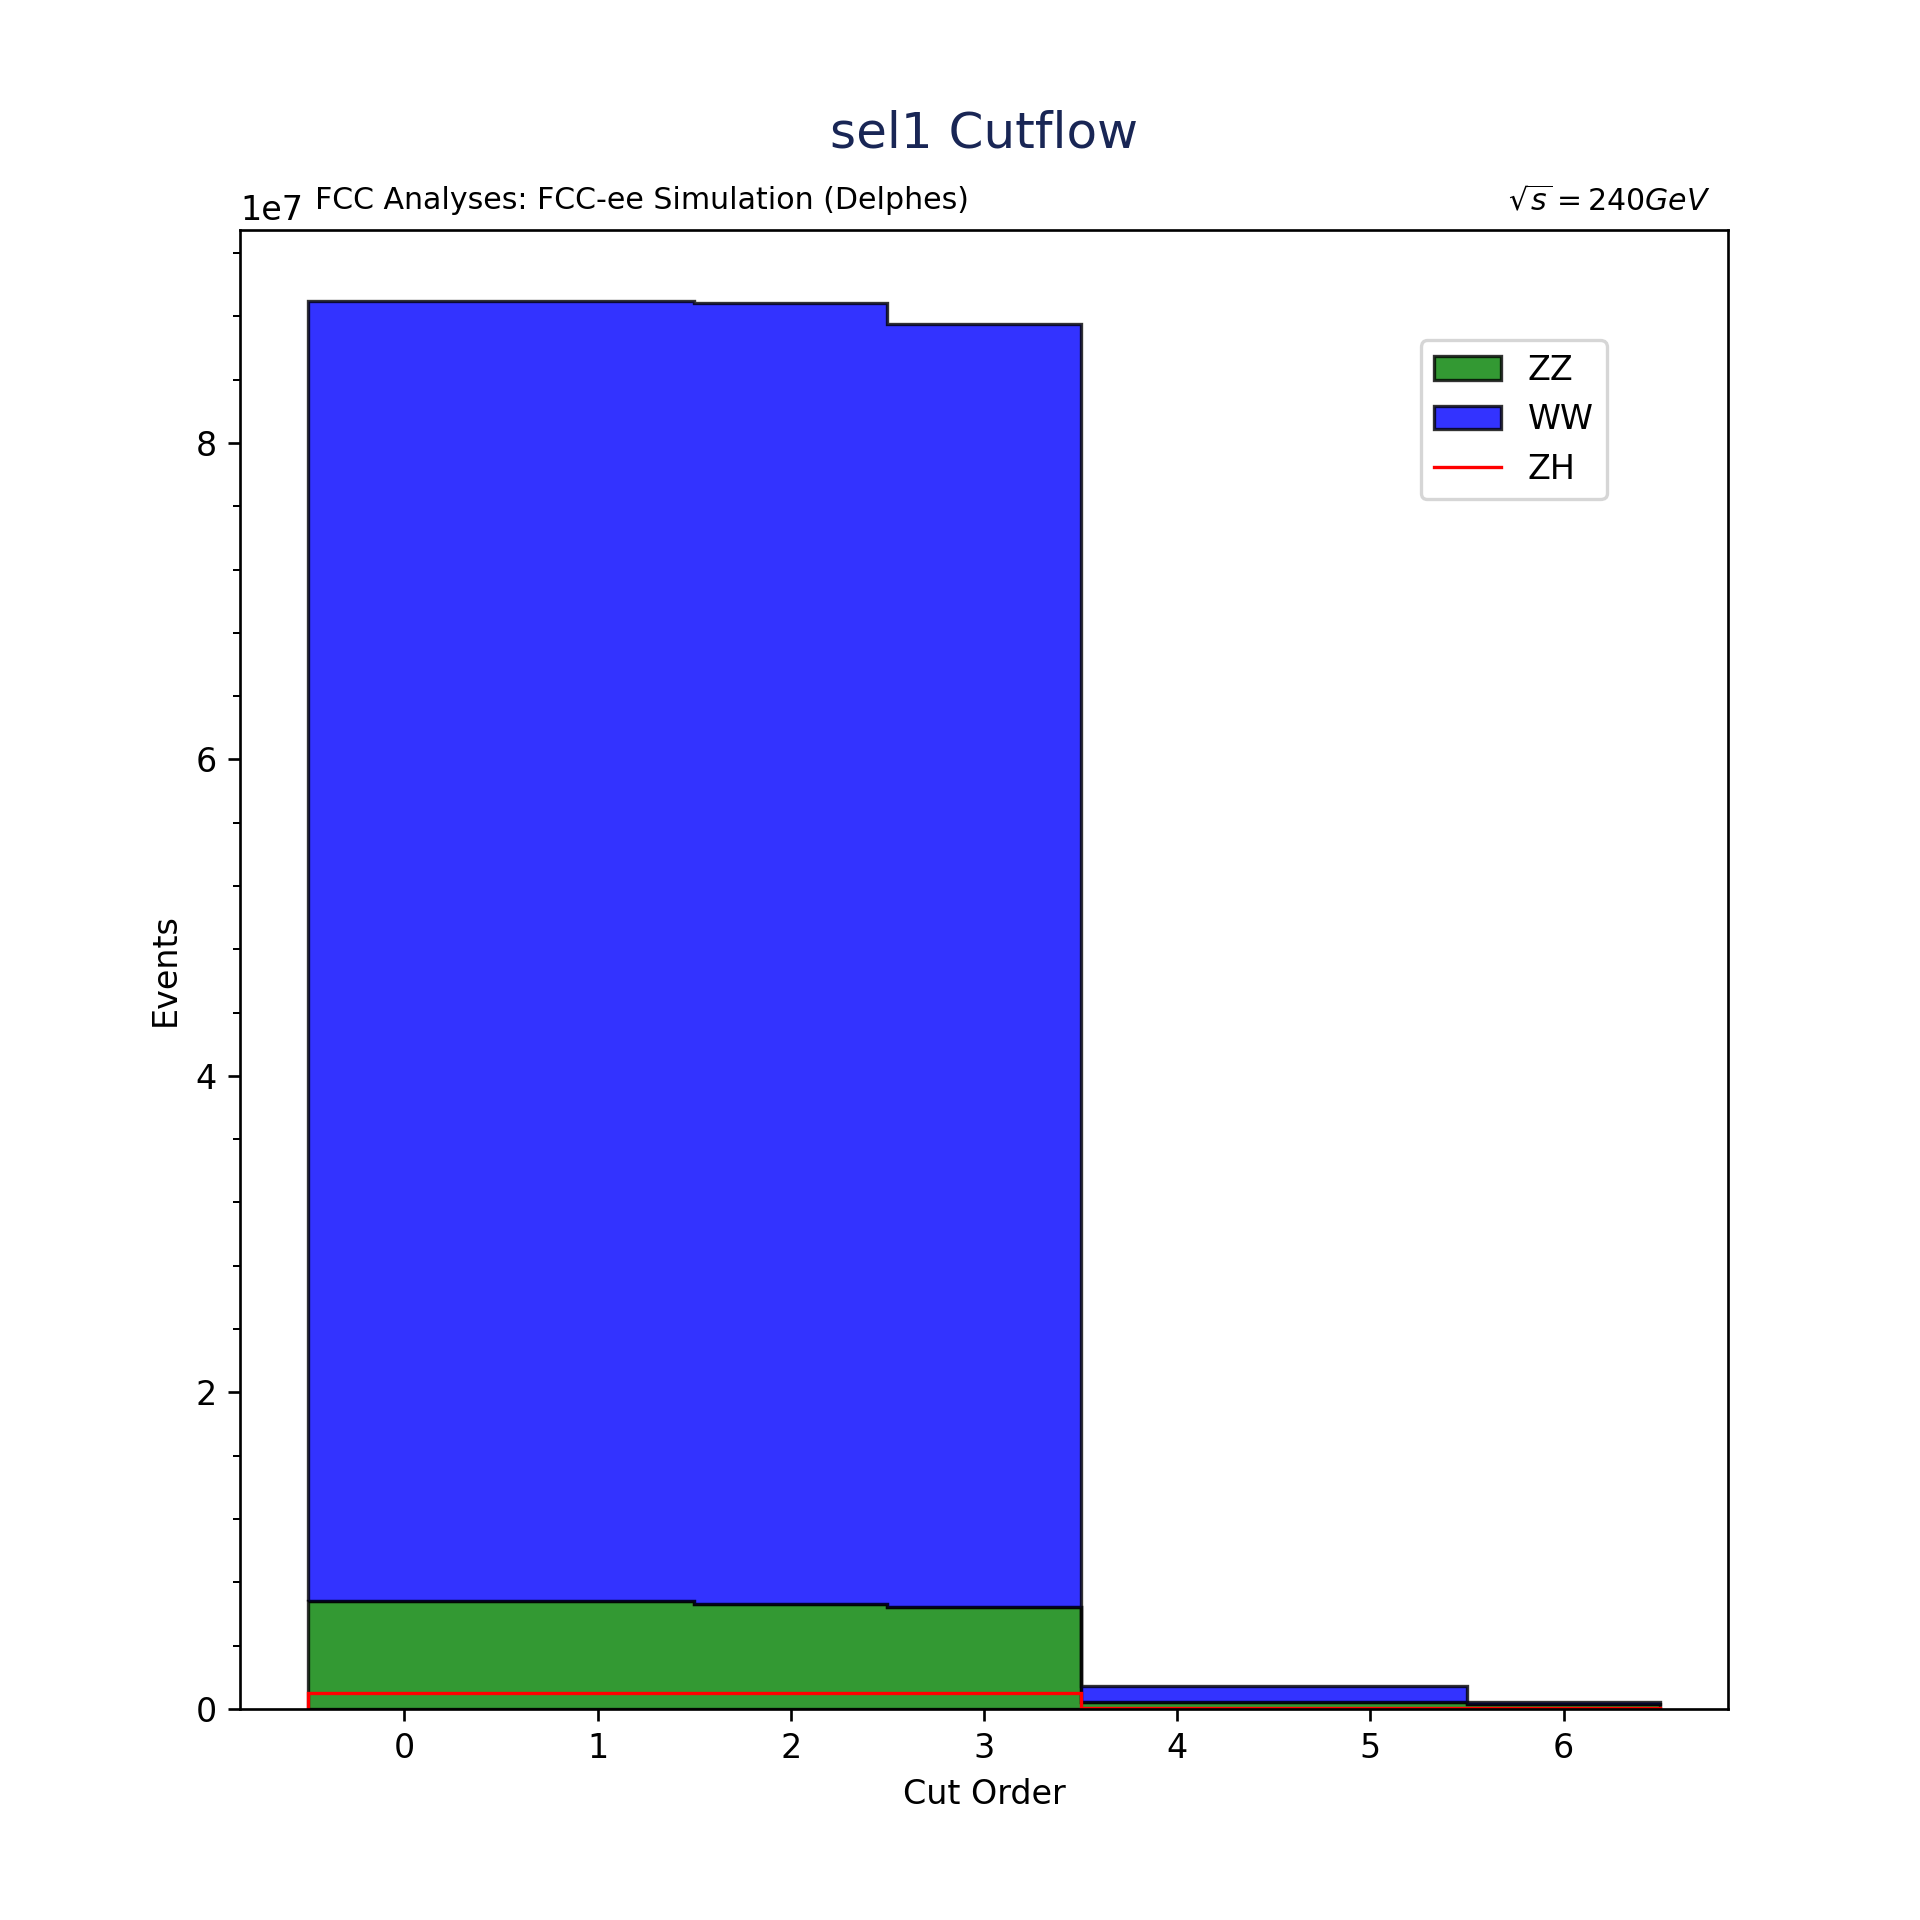 sel1 Cutflow
1e7 FCC Analyses: FCC-ee Simulation (Delphes) √s = 240GeV
ZZ
WW
ZH
8
6
4
2
0
Events
0 1 2 3 4 5 6
Cut Order